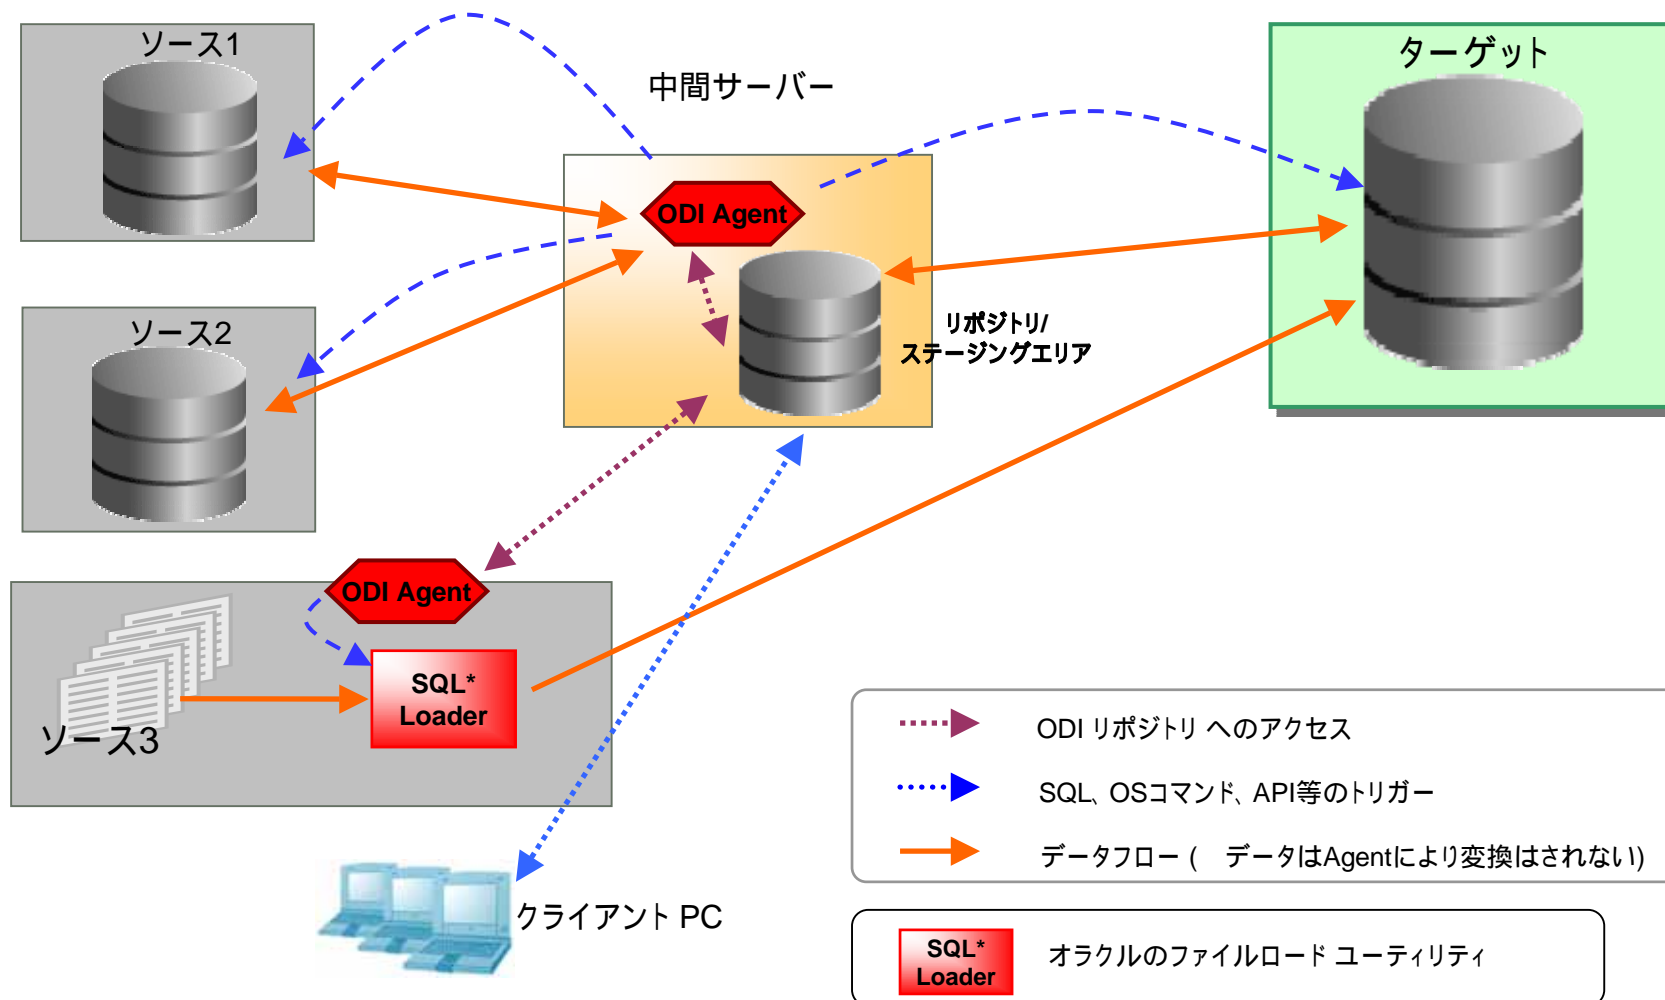 ソース1
中間サーバー
ターゲット
ODI Agent
ソース2
リポジトリ/
ステージングエリア
ODI Agent
SQL*
Loader
ソース3
クライアント PC
ODI リポジトリ へのアクセス
SQL、OSコマンド、API等のトリガー
データフロー (　データはAgentにより変換はされない)
SQL*
Loader
オラクルのファイルロード ユーティリティ